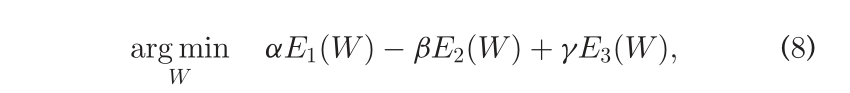 arg min αE₁(W) − βE₂(W) + γE₃(W), (8)
W